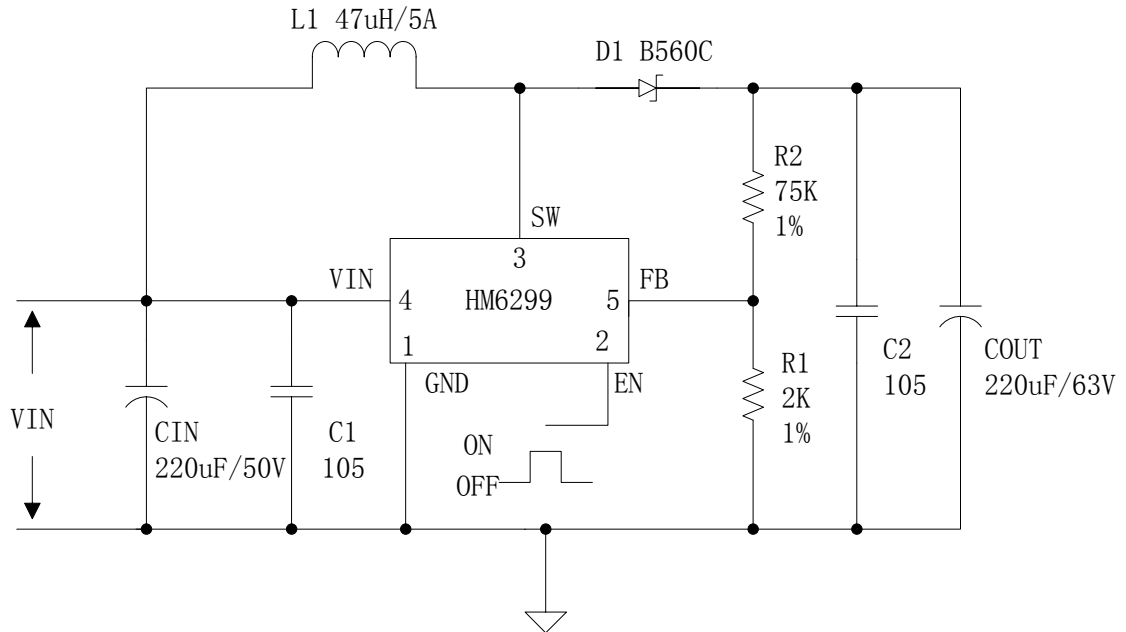 L1 47uH/5A
D1 B560C
R2
75K
1%
SW
3
VIN
4
HM6299
5
FB
1
2
GND
EN
R1
2K
1%
C2
105
COUT
220uF/63V
VIN
CIN
220uF/50V
C1
105
ON
OFF